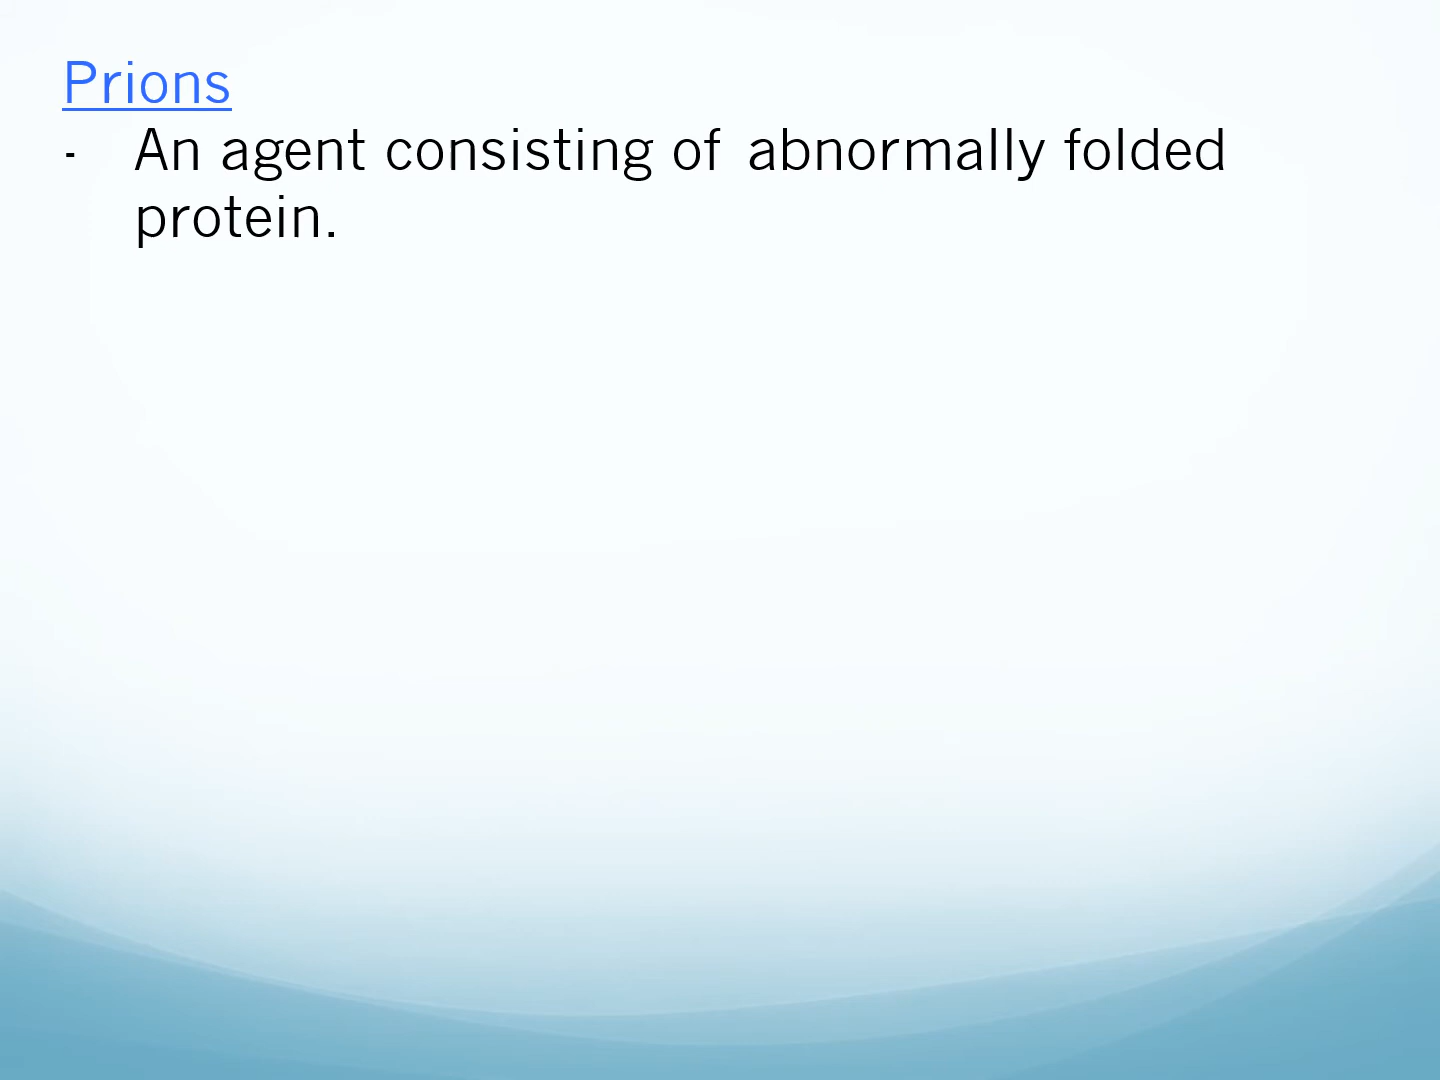 Prions
- An agent consisting of abnormally folded
protein.